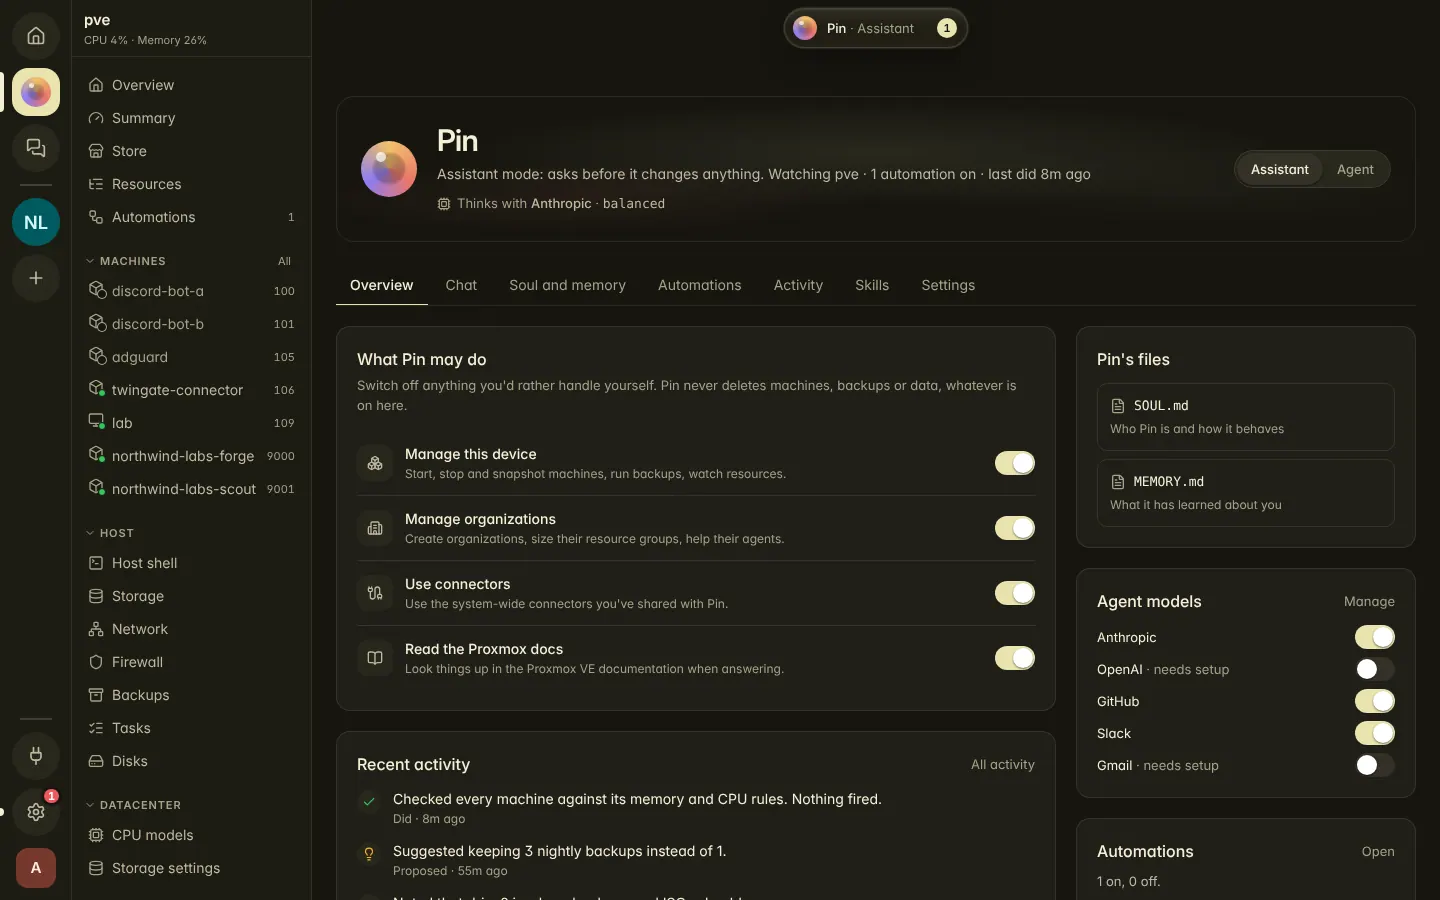 pve
CPU 4% · Memory 26%
Overview
Summary
Store
Resources
Automations 1
MACHINES All
discord-bot-a 100
discord-bot-b 101
adguard 105
twingate-connector 106
lab 109
northwind-labs-forge 9000
northwind-labs-scout 9001
HOST
Host shell
Storage
Network
Firewall
Backups
Tasks
Disks
DATACENTER
CPU models
Storage settings
NL
1
A
Pin · Assistant 1
Pin
Assistant mode: asks before it changes anything. Watching pve · 1 automation on · last did 8m ago
Thinks with Anthropic · balanced
Assistant Agent
Overview Chat Soul and memory Automations Activity Skills Settings
What Pin may do
Switch off anything you'd rather handle yourself. Pin never deletes machines, backups or data, whatever is
on here.
Manage this device
Start, stop and snapshot machines, run backups, watch resources.
Manage organizations
Create organizations, size their resource groups, help their agents.
Use connectors
Use the system-wide connectors you've shared with Pin.
Read the Proxmox docs
Look things up in the Proxmox VE documentation when answering.
Recent activity All activity
Checked every machine against its memory and CPU rules. Nothing fired.
Did · 8m ago
Suggested keeping 3 nightly backups instead of 1.
Proposed · 55m ago
Pin's files
SOUL.md
Who Pin is and how it behaves
MEMORY.md
What it has learned about you
Agent models Manage
Anthropic
OpenAI · needs setup
GitHub
Slack
Gmail · needs setup
Automations Open
1 on, 0 off.